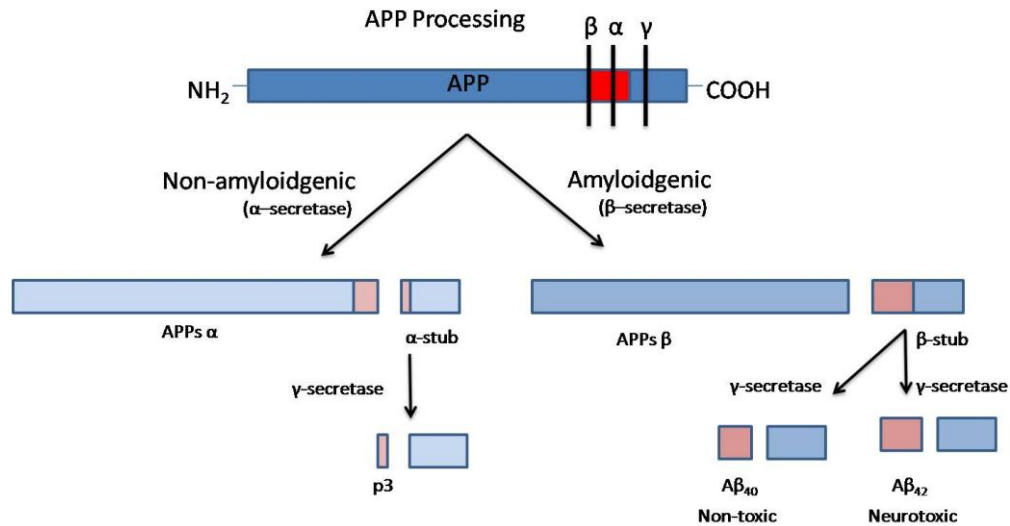 APP Processing
β α γ
NH₂ APP COOH
Non-amyloidgenic
(α–secretase)
Amyloidgenic
(β–secretase)
APPs α
α-stub
APPs β
β-stub
γ-secretase
γ-secretase
γ-secretase
p3
Aβ₄₀
Non-toxic
Aβ₄₂
Neurotoxic